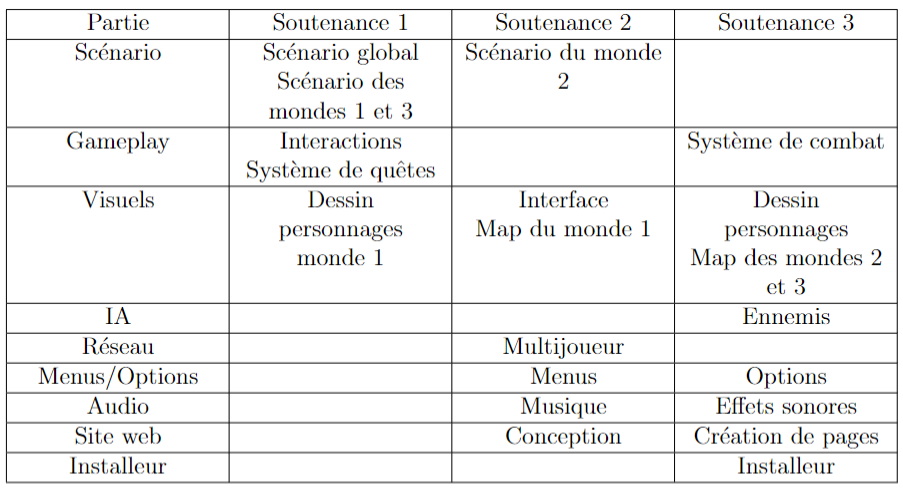 Partie Soutenance 1 Soutenance 2 Soutenance 3
Scénario Scénario global Scénario du monde
Scénario des 2
mondes 1 et 3
Gameplay Interactions Système de combat
Système de quêtes
Visuels Dessin Interface Dessin
personnages Map du monde 1 personnages
monde 1 Map des mondes 2
et 3
IA Ennemis
Réseau Multijoueur
Menus/Options Menus Options
Audio Musique Effets sonores
Site web Conception Création de pages
Installeur Installeur